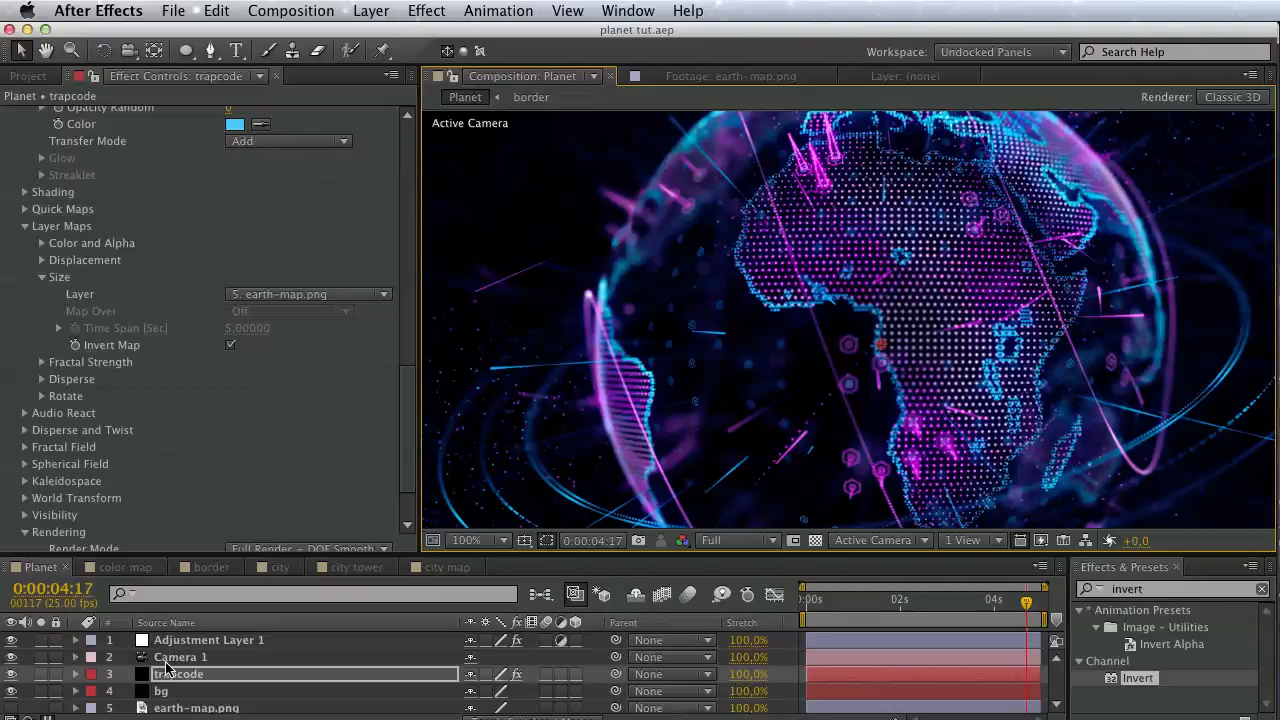 After Effects File Edit Composition Layer Effect Animation View Window Help
planet tut.aep
T Workspace: Undocked Panels Search Help
Project Effect Controls: trapcode Composition: Planet Footage: earth-map.png Layer: (none)
Planet • trapcode Planet border Renderer: Classic 3D
Opacity Random 0
Active Camera
Color
Transfer Mode Add
Glow
Streaklet
Shading
Quick Maps
Layer Maps
Color and Alpha
Displacement
Size
Layer 5. earth-map.png
Map Over Off
Time Span [Sec] 5,00000
Invert Map
Fractal Strength
Disperse
Rotate
Audio React
Disperse and Twist
Fractal Field
Spherical Field
Kaleidospace
World Transform
Visibility
Rendering
Render Mode Full Render + DOF Smooth
100% 0:00:04:17 Full Active Camera 1 View +0,0
Planet color map border city city tower city map Effects & Presets
0:00:04:17
00117 (25.00 fps)
:00s 02s 04s
invert
* Animation Presets
Image - Utilities
Invert Alpha
Channel
Invert
# Source Name Parent Stretch
1 Adjustment Layer 1 fx None 100,0%
2 Camera 1 None 100,0%
3 trapcode fx None 100,0%
4 bg None 100,0%
5 earth-map.png None 100,0%